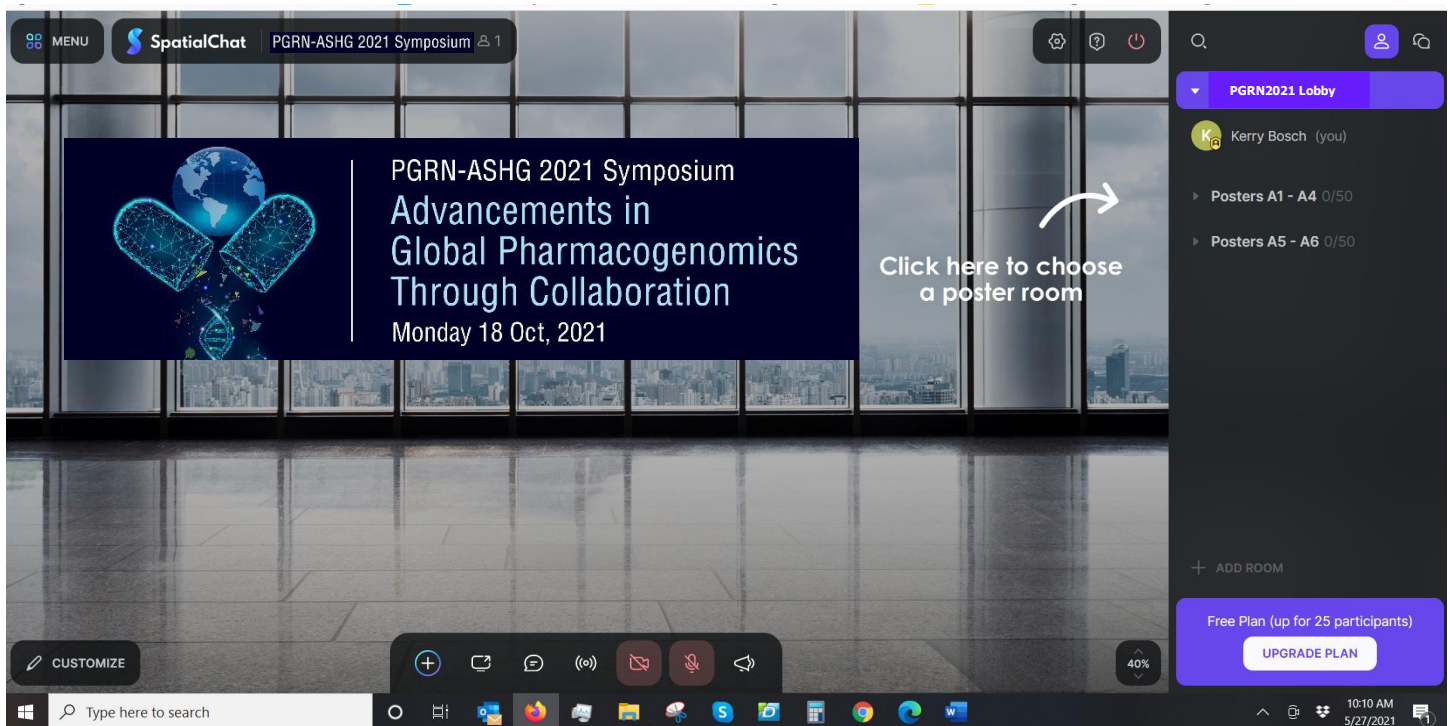 MENU
SpatialChat
PGRN-ASHG 2021 Symposium
1
PGRN2021 Lobby
K
Kerry Bosch (you)
Posters A1 - A4 0/50
Posters A5 - A6 0/50
PGRN-ASHG 2021 Symposium
Advancements in
Global Pharmacogenomics
Through Collaboration
Monday 18 Oct, 2021
Click here to choose
a poster room
+ ADD ROOM
Free Plan (up for 25 participants)
UPGRADE PLAN
CUSTOMIZE
40%
Type here to search
10:10 AM
5/27/2021